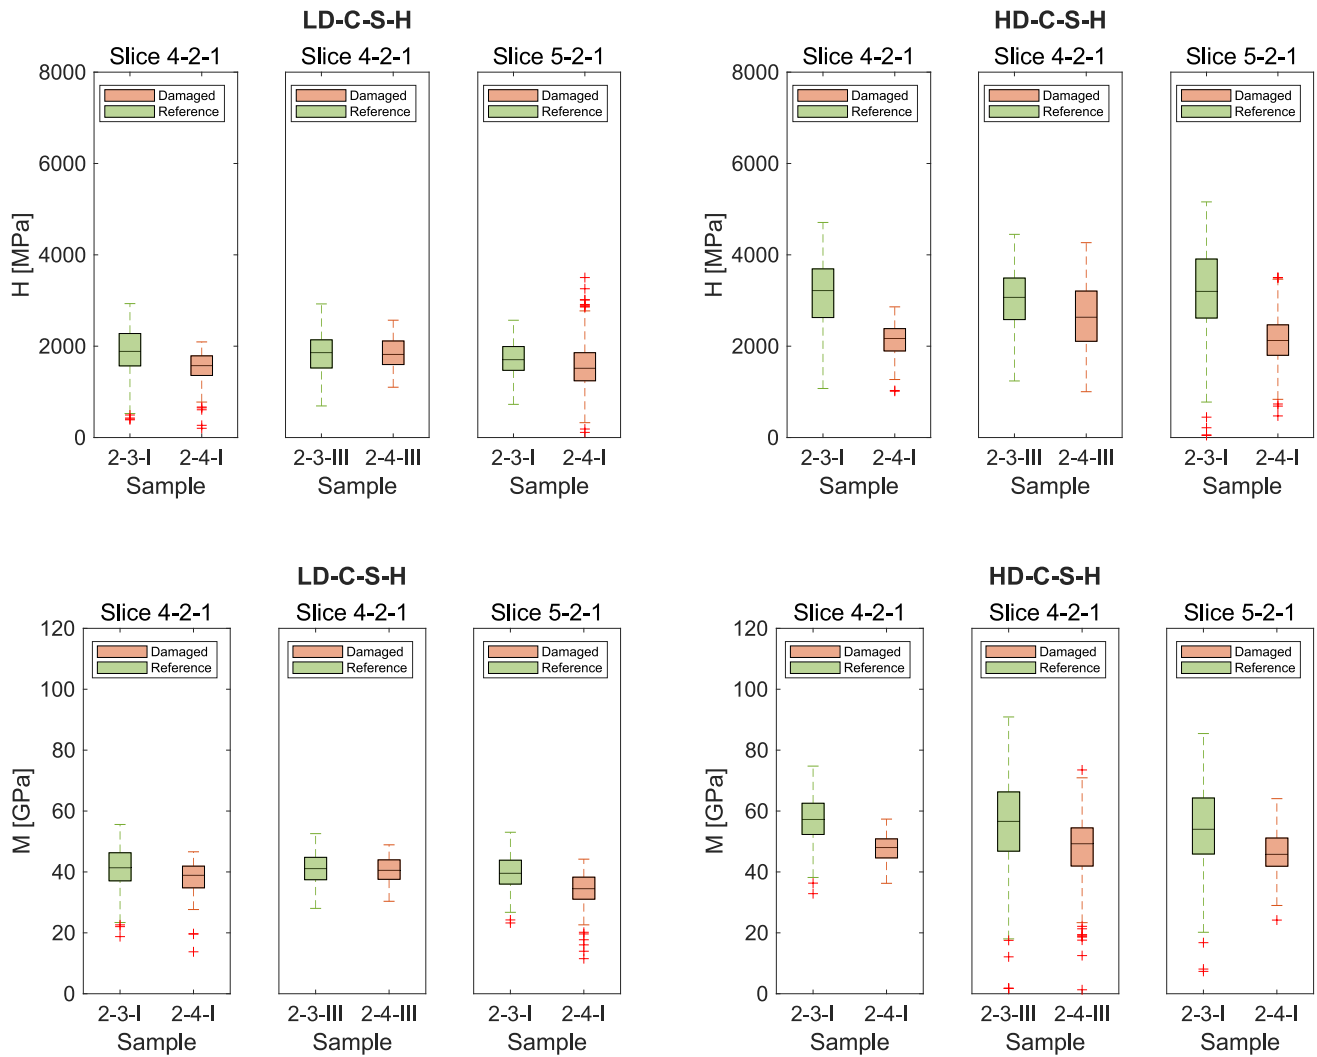 LD-C-S-H
HD-C-S-H
Slice 4-2-1
Slice 4-2-1
Slice 5-2-1
Slice 4-2-1
Slice 4-2-1
Slice 5-2-1
8000
6000
4000
2000
0
H [MPa]
Damaged
Reference
Damaged
Reference
Damaged
Reference
2-3-I 2-4-I
2-3-III 2-4-III
2-3-I 2-4-I
Sample
Sample
Sample
8000
6000
4000
2000
0
H [MPa]
Damaged
Reference
Damaged
Reference
Damaged
Reference
2-3-I 2-4-I
2-3-III 2-4-III
2-3-I 2-4-I
Sample
Sample
Sample
LD-C-S-H
HD-C-S-H
Slice 4-2-1
Slice 4-2-1
Slice 5-2-1
Slice 4-2-1
Slice 4-2-1
Slice 5-2-1
120
100
80
60
40
20
0
M [GPa]
Damaged
Reference
Damaged
Reference
Damaged
Reference
2-3-I 2-4-I
2-3-III 2-4-III
2-3-I 2-4-I
Sample
Sample
Sample
120
100
80
60
40
20
0
M [GPa]
Damaged
Reference
Damaged
Reference
Damaged
Reference
2-3-I 2-4-I
2-3-III 2-4-III
2-3-I 2-4-I
Sample
Sample
Sample